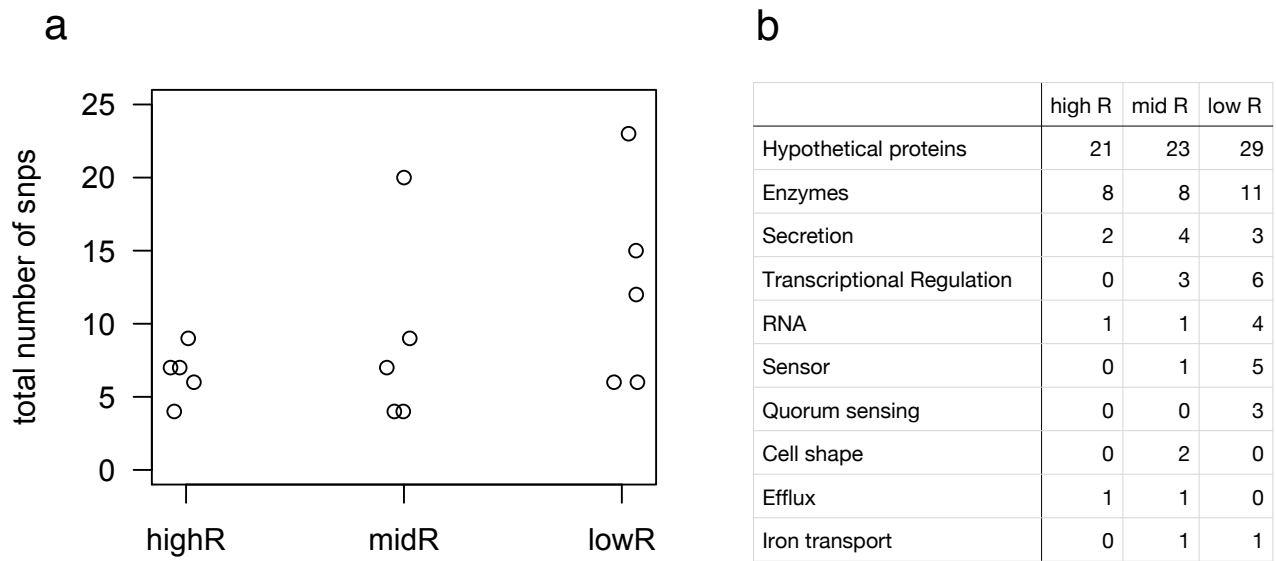 a
total number of snps
25
20
15
10
5
0
highR midR lowR
b
high R mid R low R
Hypothetical proteins 21 23 29
Enzymes 8 8 11
Secretion 2 4 3
Transcriptional Regulation 0 3 6
RNA 1 1 4
Sensor 0 1 5
Quorum sensing 0 0 3
Cell shape 0 2 0
Efflux 1 1 0
Iron transport 0 1 1